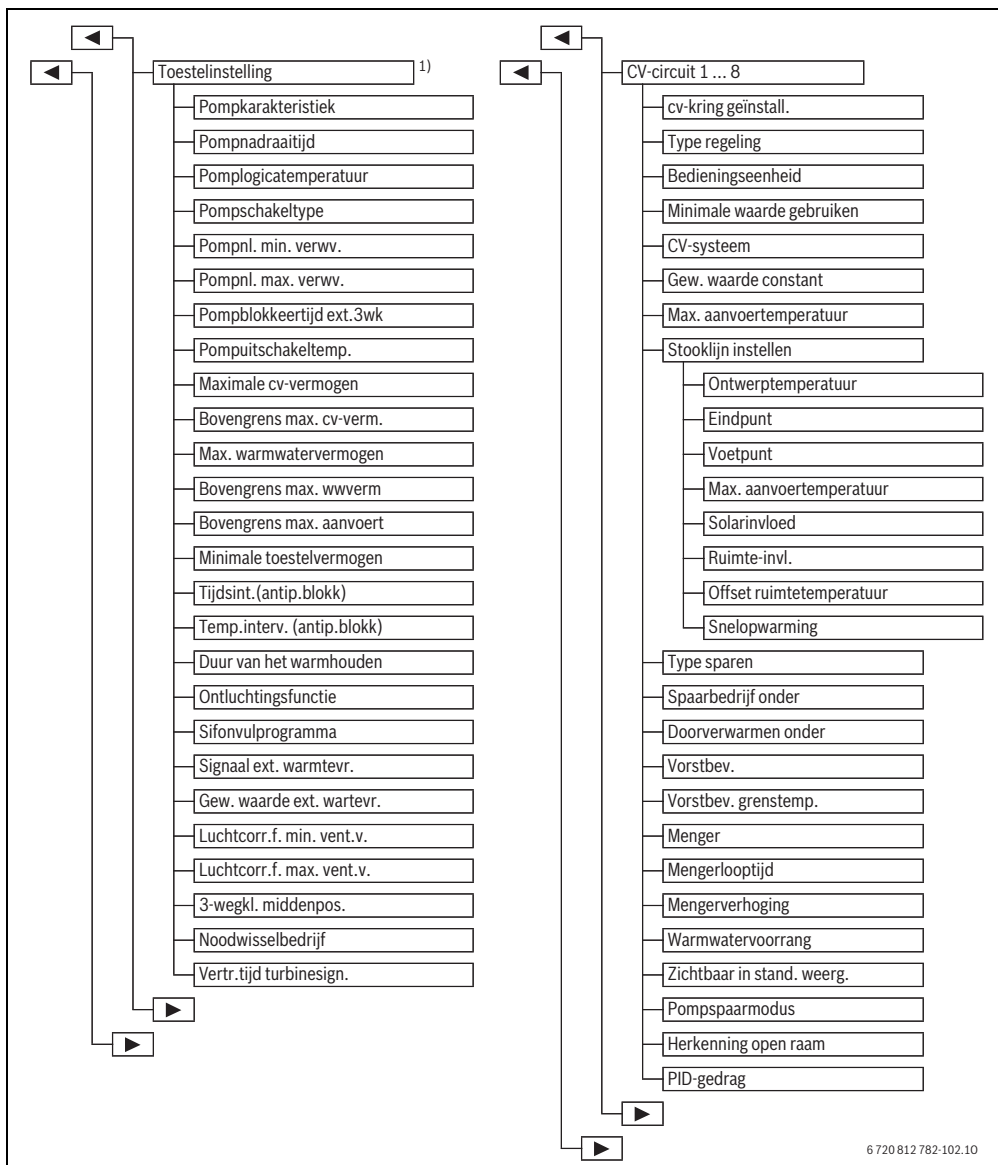 Toestelinstelling 1)
Pompkarakteristiek
Pompnadraaitijd
Pomplogicatemperatuur
Pompschakeltype
Pompnl. min. verwv.
Pompnl. max. verwv.
Pompblokkeertijd ext.3wk
Pompuitschakeltemp.
Maximale cv-vermogen
Bovengrens max. cv-verm.
Max. warmwatervermogen
Bovengrens max. wwverm
Bovengrens max. aanvoert
Minimale toestelvermogen
Tijdsint.(antip.blokk)
Temp.interv. (antip.blokk)
Duur van het warmhouden
Ontluchtingsfunctie
Sifonvulprogramma
Signaal ext. warmtevr.
Gew. waarde ext. wartevr.
Luchtcorr.f. min. vent.v.
Luchtcorr.f. max. vent.v.
3-wegkl. middenpos.
Noodwisselbedrijf
Vertr.tijd turbinesign.
CV-circuit 1 ... 8
cv-kring geïnstall.
Type regeling
Bedieningseenheid
Minimale waarde gebruiken
CV-systeem
Gew. waarde constant
Max. aanvoertemperatuur
Stooklijn instellen
Ontwerptemperatuur
Eindpunt
Voetpunt
Max. aanvoertemperatuur
Solarinvloed
Ruimte-invl.
Offset ruimtetemperatuur
Snelopwarming
Type sparen
Spaarbedrijf onder
Doorverwarmen onder
Vorstbev.
Vorstbev. grenstemp.
Menger
Mengerlooptijd
Mengerverhoging
Warmwatervoorrang
Zichtbaar in stand. weerg.
Pompspaarmodus
Herkenning open raam
PID-gedrag
6 720 812 782-102.1O